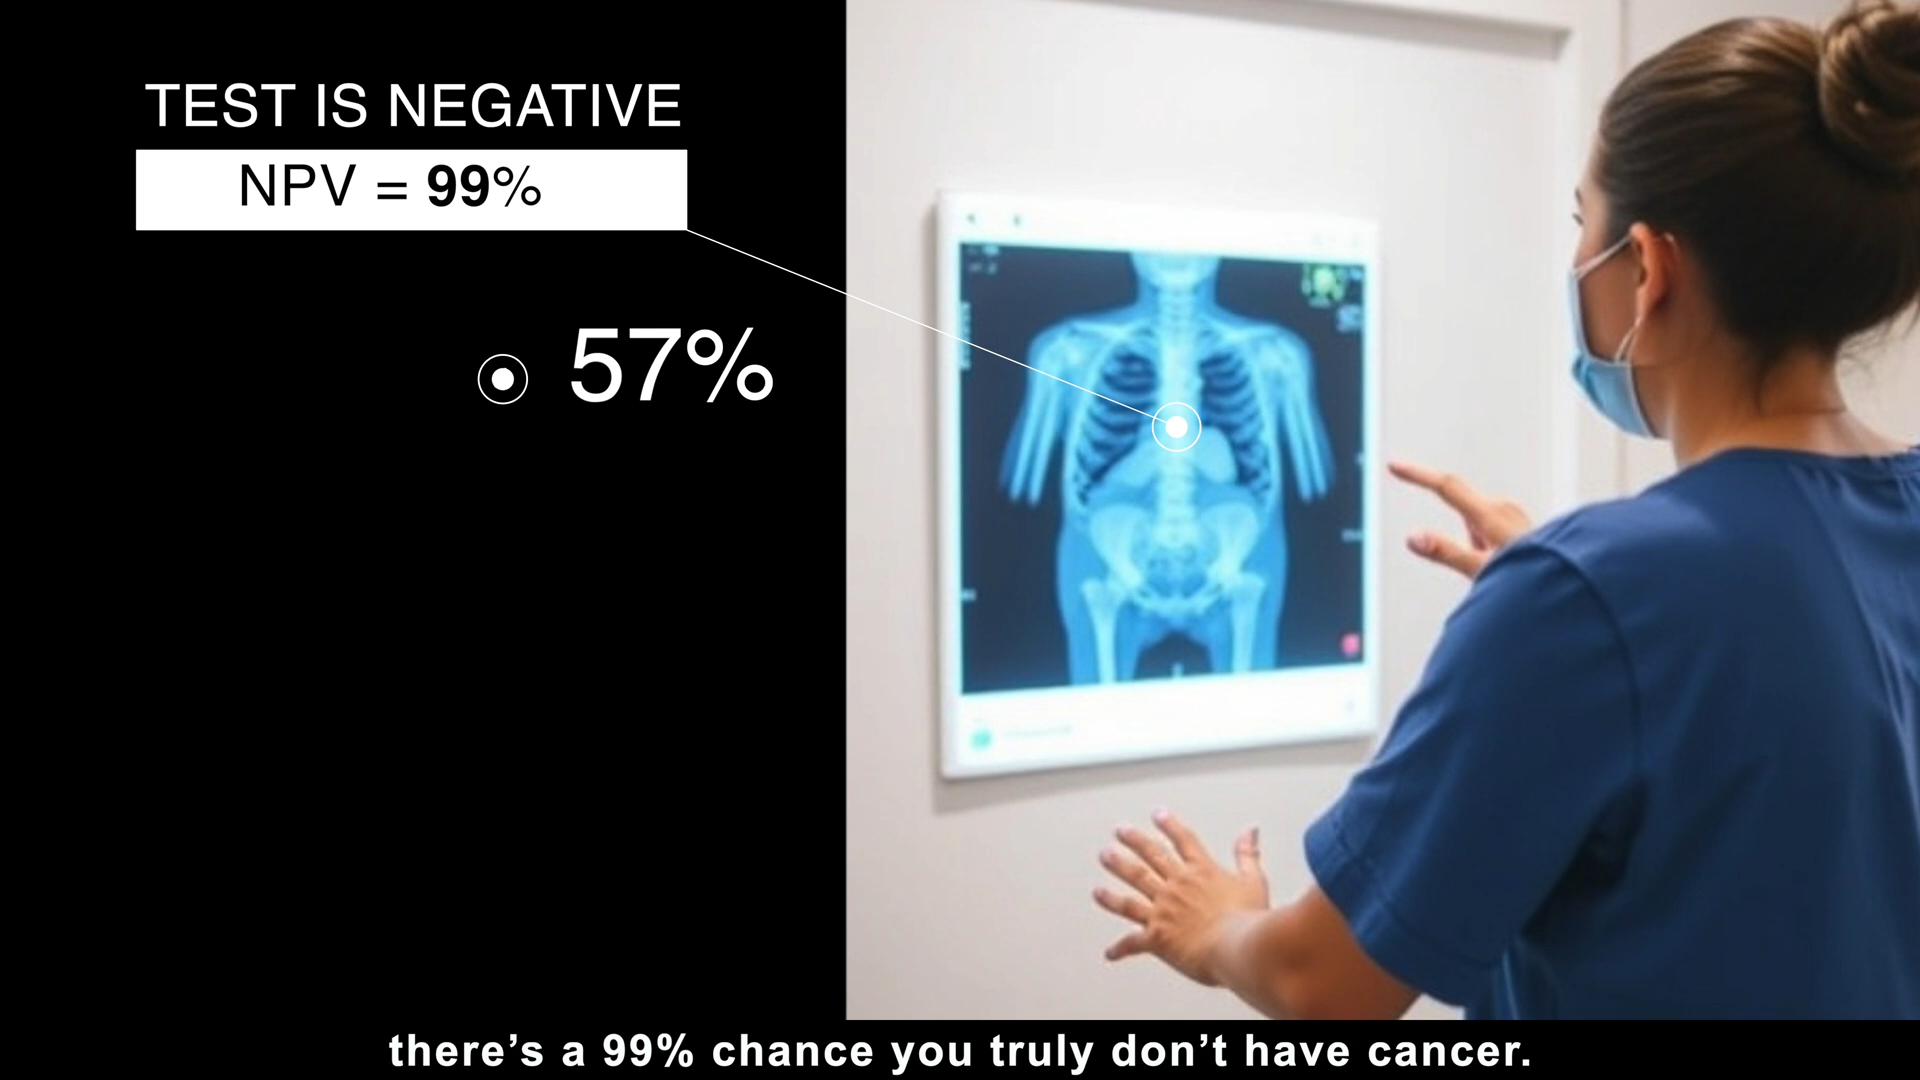 TEST IS NEGATIVE
NPV = 99%
57%
there's a 99% chance you truly don't have cancer.